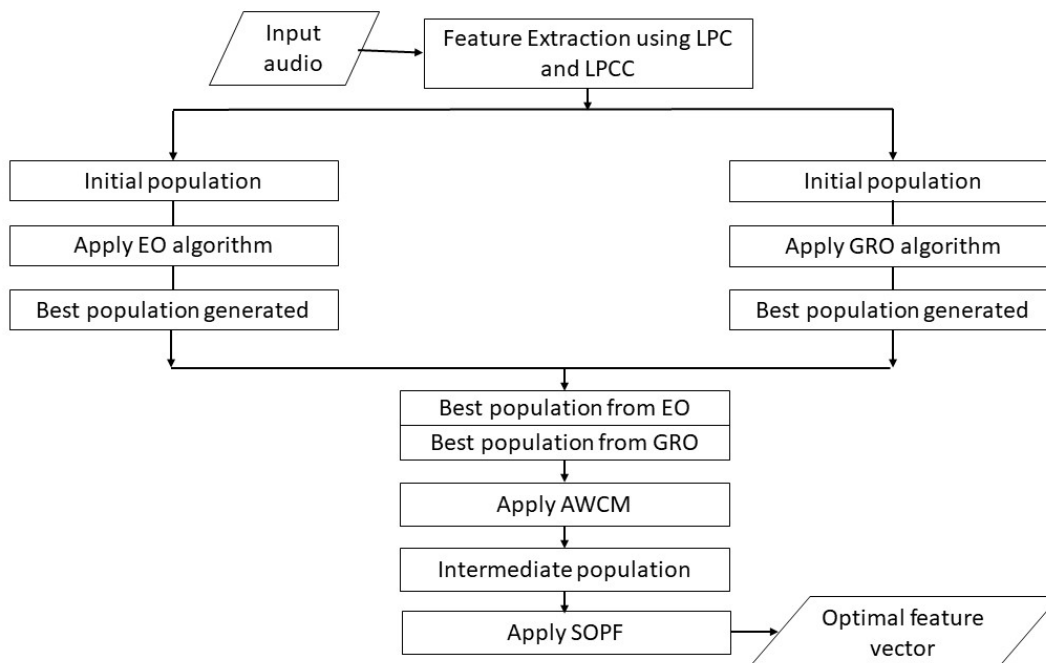 Input
audio
Feature Extraction using LPC
and LPCC
Initial population
Apply EO algorithm
Best population generated
Initial population
Apply GRO algorithm
Best population generated
Best population from EO
Best population from GRO
Apply AWCM
Intermediate population
Apply SOPF
Optimal feature
vector